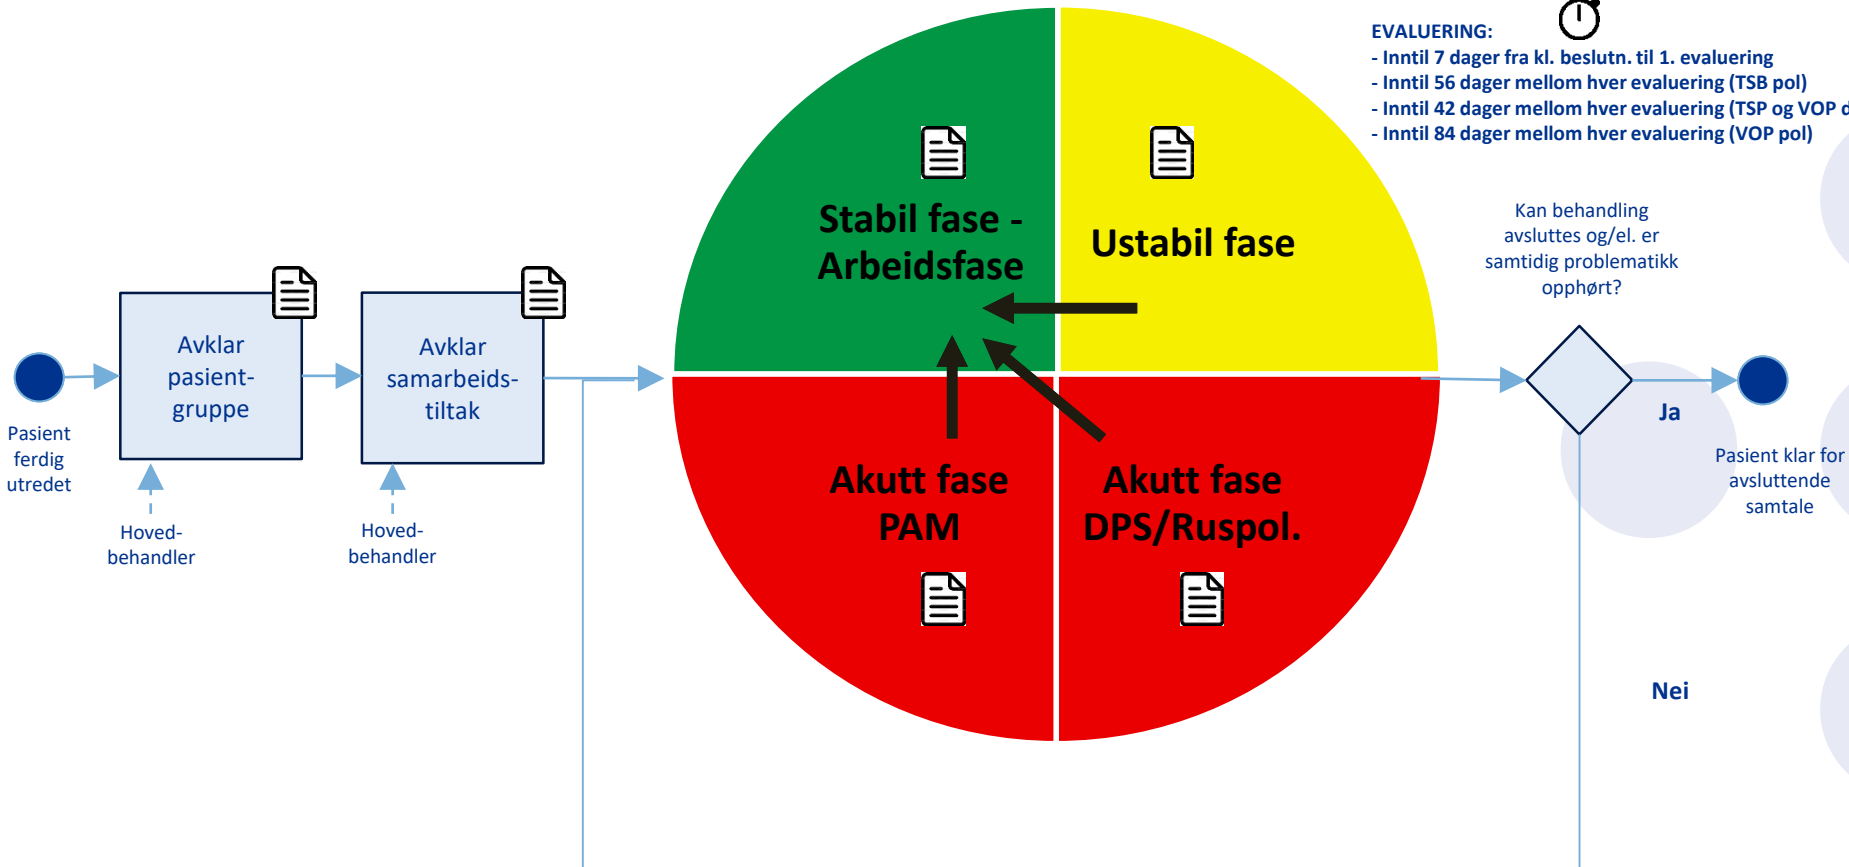 EVALUERING:
- Inntil 7 dager fra kl. beslutn. til 1. evaluering
- Inntil 56 dager mellom hver evaluering (TSB pol)
- Inntil 42 dager mellom hver evaluering (TSP og VOP d
- Inntil 84 dager mellom hver evaluering (VOP pol)
Stabil fase -
Arbeidsfase
Ustabil fase
Kan behandling
avsluttes og/el. er
samtidig problematikk
opphørt?
Avklar
pasient-
gruppe
Avklar
samarbeids-
tiltak
Pasient
ferdig
utredet
Hoved-
behandler
Hoved-
behandler
Akutt fase
PAM
Akutt fase
DPS/Ruspol.
Ja
Pasient klar for
avsluttende
samtale
Nei